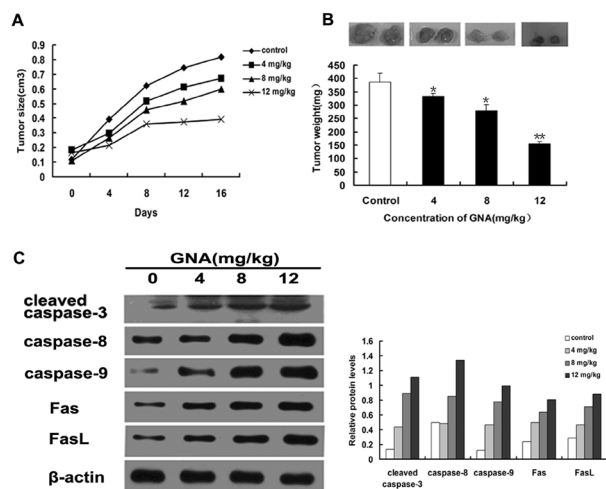 A
Tumor size(cm3)
0.9
0.8
0.7
0.6
0.5
0.4
0.3
0.2
0.1
0
0 4 8 12 16
Days
control
4 mg/kg
8 mg/kg
12 mg/kg
B
Tumor weight(mg)
450
400
350
300
250
200
150
100
50
0
* * **
Control 4 8 12
Concentration of GNA(mg/kg)
C
GNA(mg/kg)
0 4 8 12
cleaved
caspase-3
caspase-8
caspase-9
Fas
FasL
β-actin
Relative protein levels
1.6
1.4
1.2
1
0.8
0.6
0.4
0.2
0
cleaved
caspase-3
caspase-8
caspase-9
Fas
FasL
control
4 mg/kg
8 mg/kg
12 mg/kg